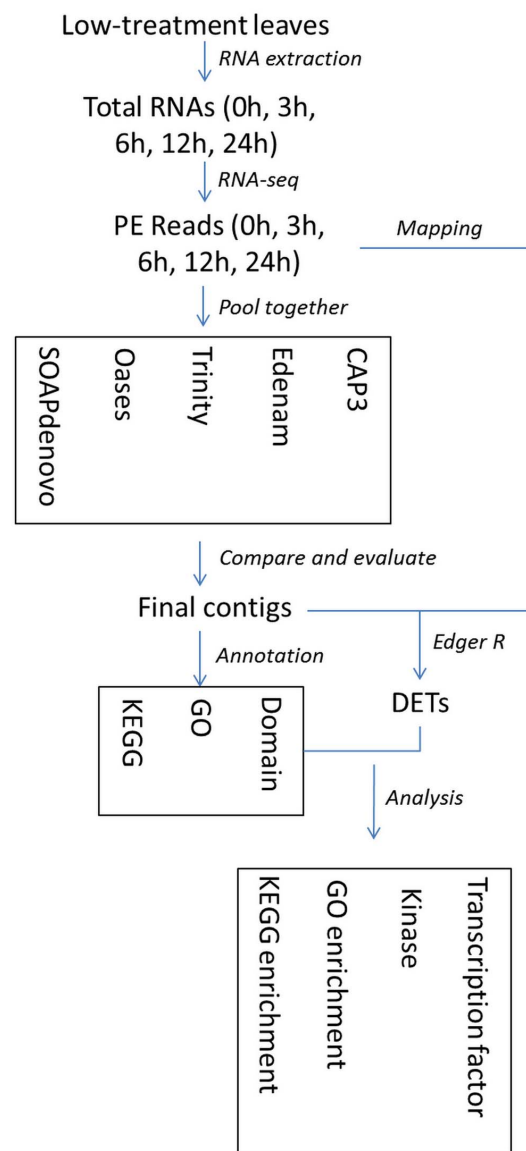 Low-treatment leaves
RNA extraction
Total RNAs (0h, 3h,
6h, 12h, 24h)
RNA-seq
PE Reads (0h, 3h,
6h, 12h, 24h)
Mapping
Pool together
SOAPdenovo
Oases
Trinity
Edenam
CAP3
Compare and evaluate
Final contigs
Edger R
Annotation
DETs
KEGG
GO
Domain
Analysis
KEGG enrichment
GO enrichment
Kinase
Transcription factor